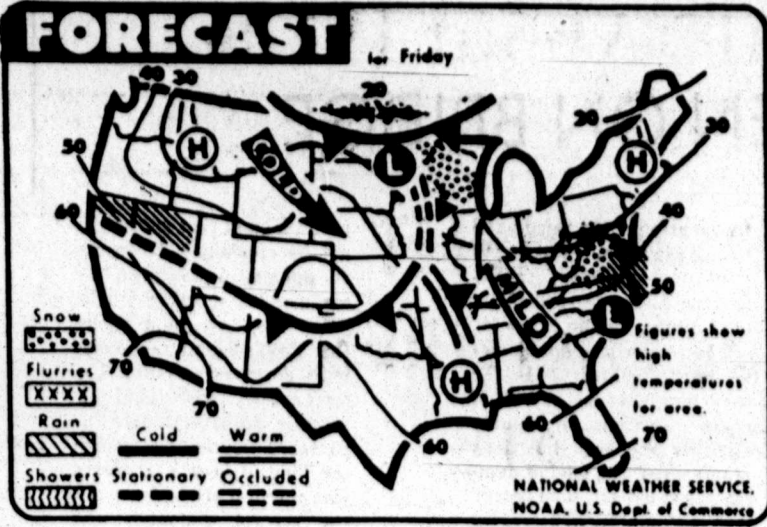 FORECAST
for Friday
40 30
20
20
30
50
H
COLD
L
H
60
40
50
MILD
L
Snow
Figures show
high
temperatures
for area.
Flurries
XXXX
70
70
H
Rain
Cold
Warm
60
60
70
Showers
Stationary
Occluded
NATIONAL WEATHER SERVICE,
NOAA, U.S. Dept. of Commerce